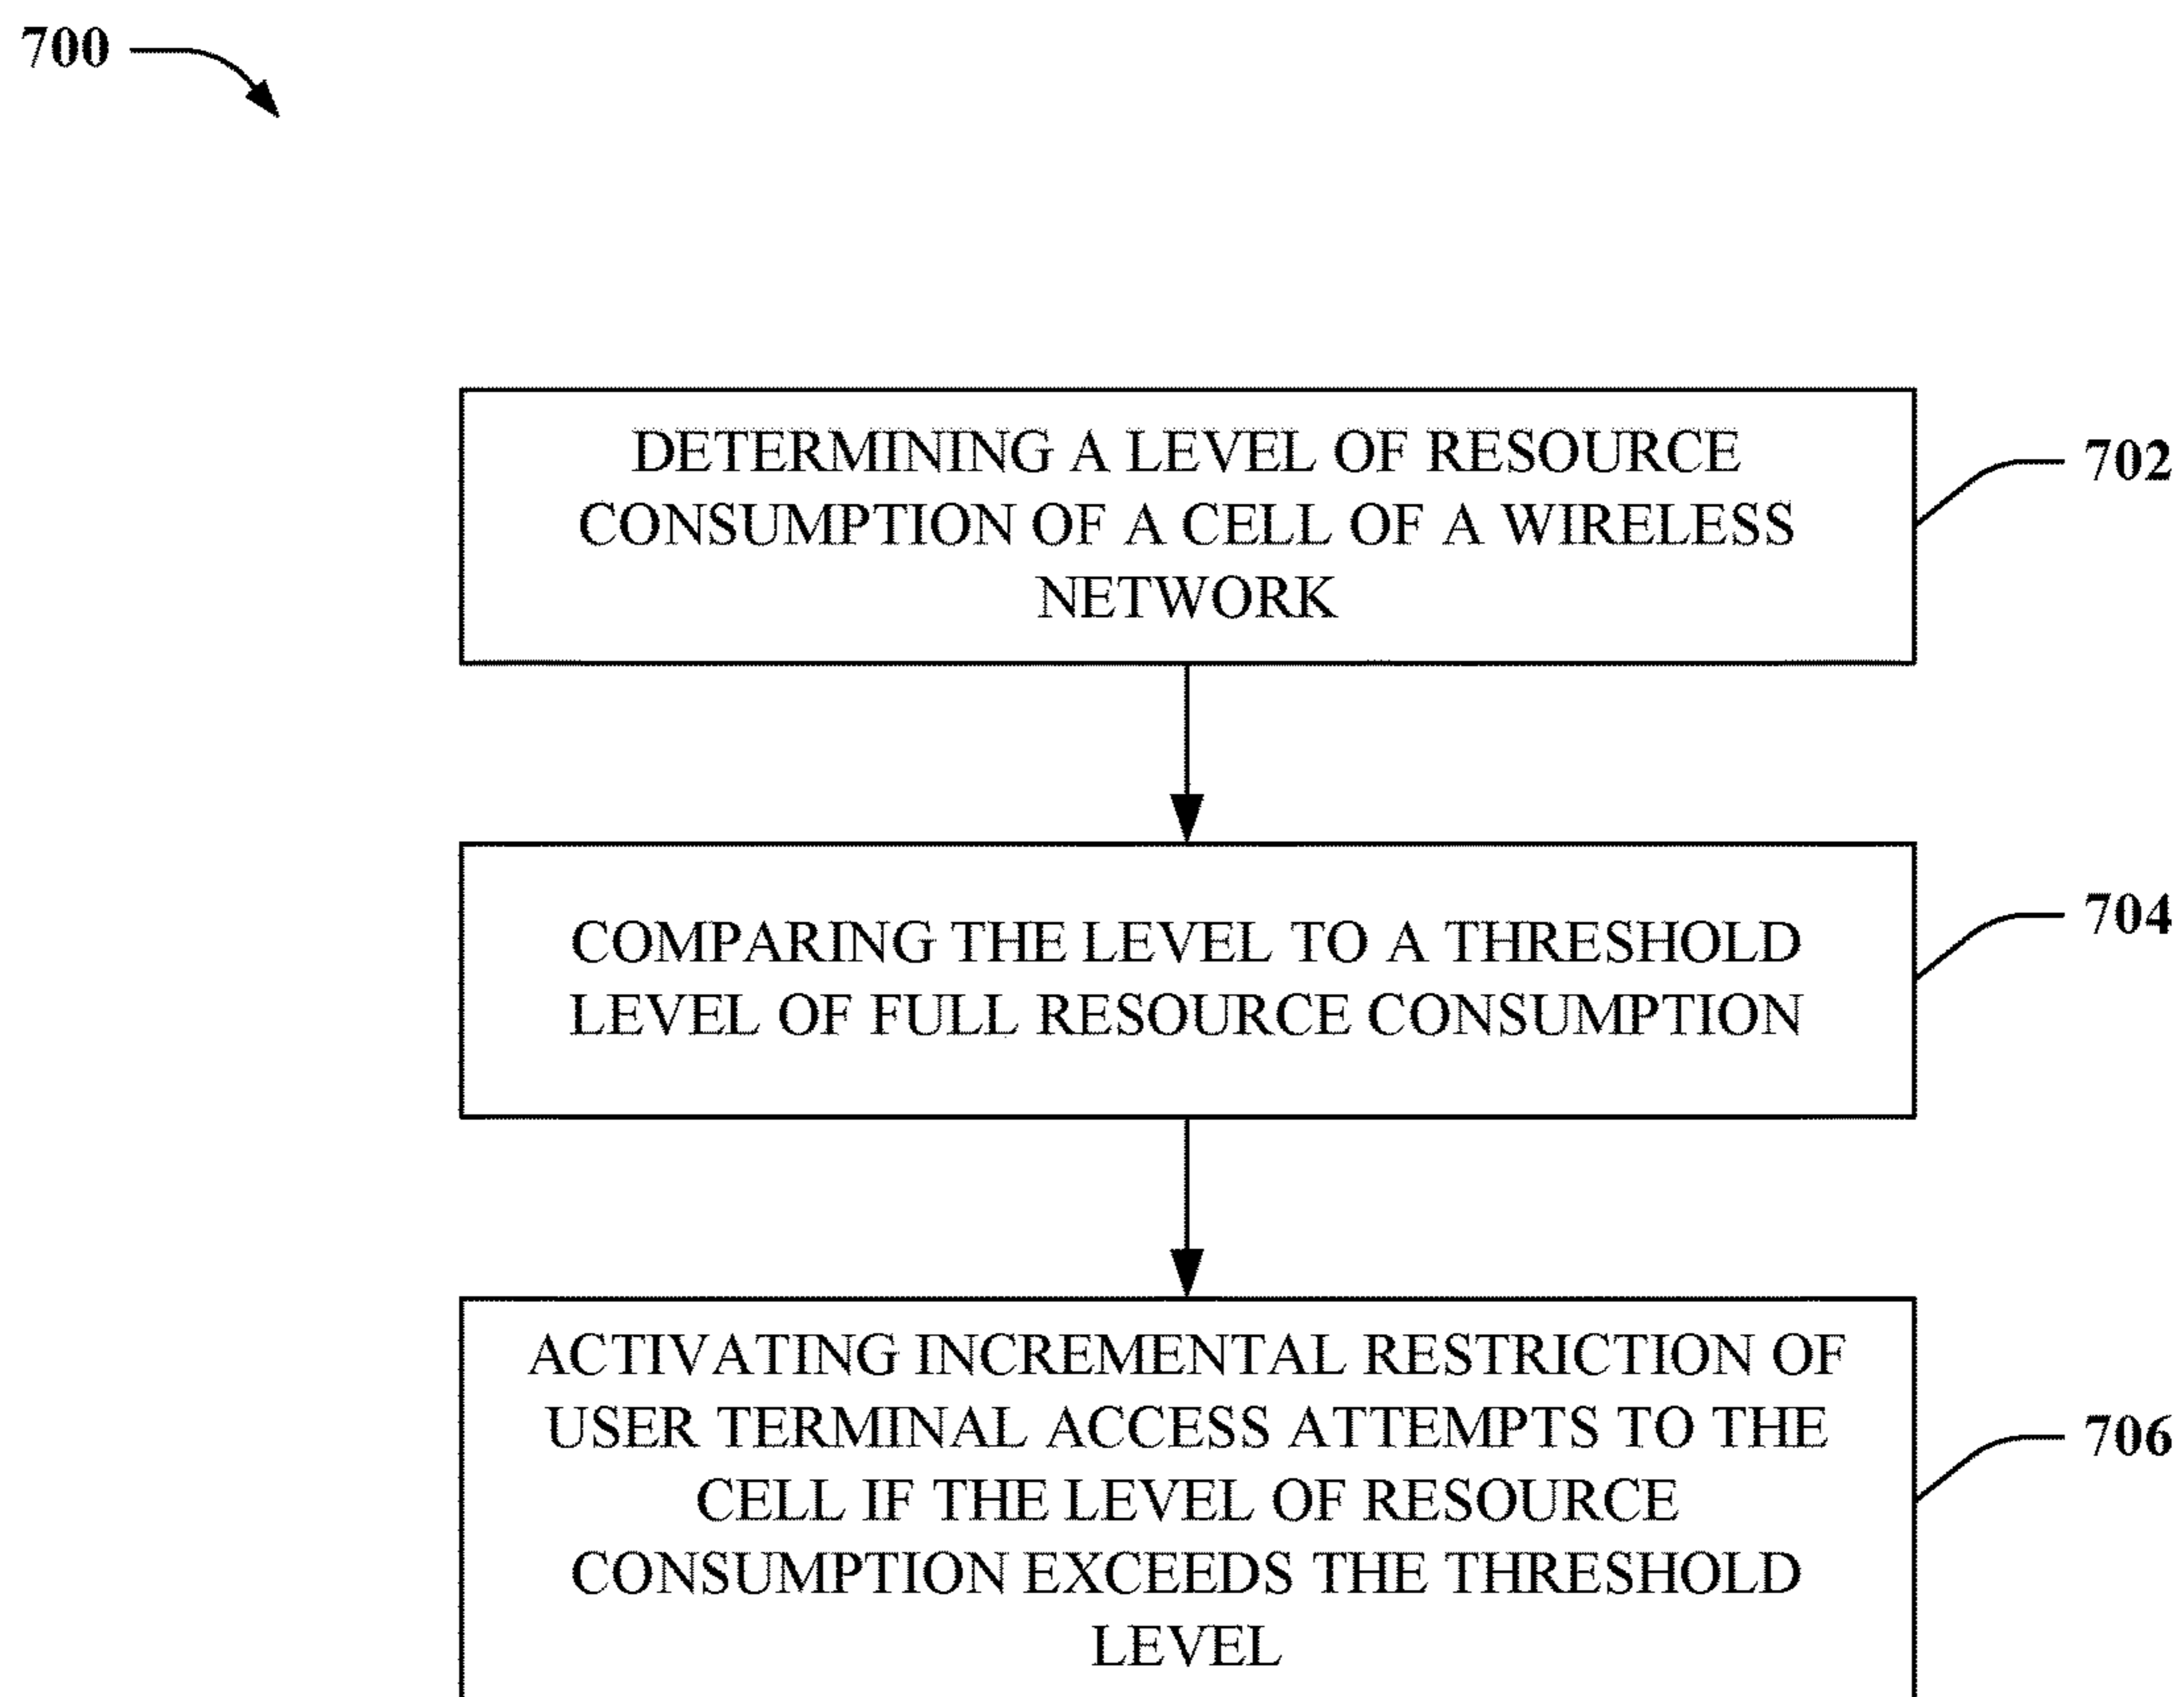 700
DETERMINING A LEVEL OF RESOURCE
CONSUMPTION OF A CELL OF A WIRELESS
NETWORK
702
COMPARING THE LEVEL TO A THRESHOLD
LEVEL OF FULL RESOURCE CONSUMPTION
704
ACTIVATING INCREMENTAL RESTRICTION OF
USER TERMINAL ACCESS ATTEMPTS TO THE
CELL IF THE LEVEL OF RESOURCE
CONSUMPTION EXCEEDS THE THRESHOLD
LEVEL
706